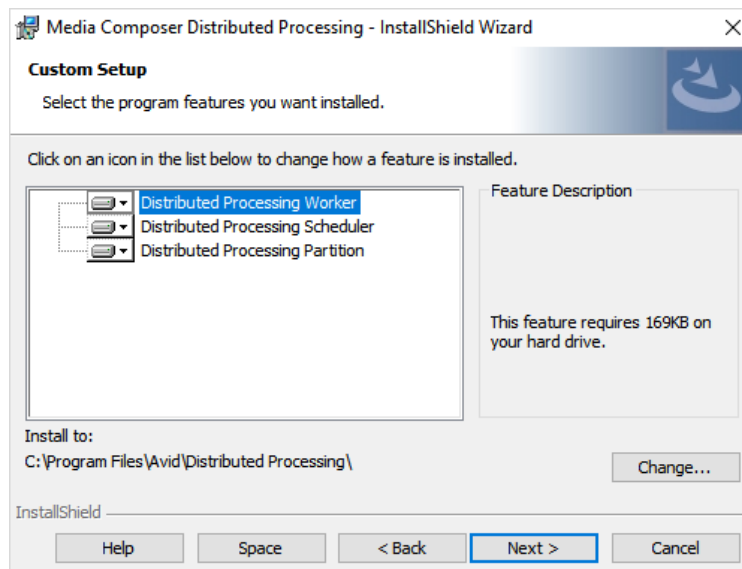 Media Composer Distributed Processing - InstallShield Wizard
Custom Setup
Select the program features you want installed.
Click on an icon in the list below to change how a feature is installed.
Distributed Processing Worker
Distributed Processing Scheduler
Distributed Processing Partition
Feature Description
This feature requires 169KB on
your hard drive.
Install to:
C:\Program Files\Avid\Distributed Processing\
Change...
InstallShield
Help
Space
< Back
Next >
Cancel